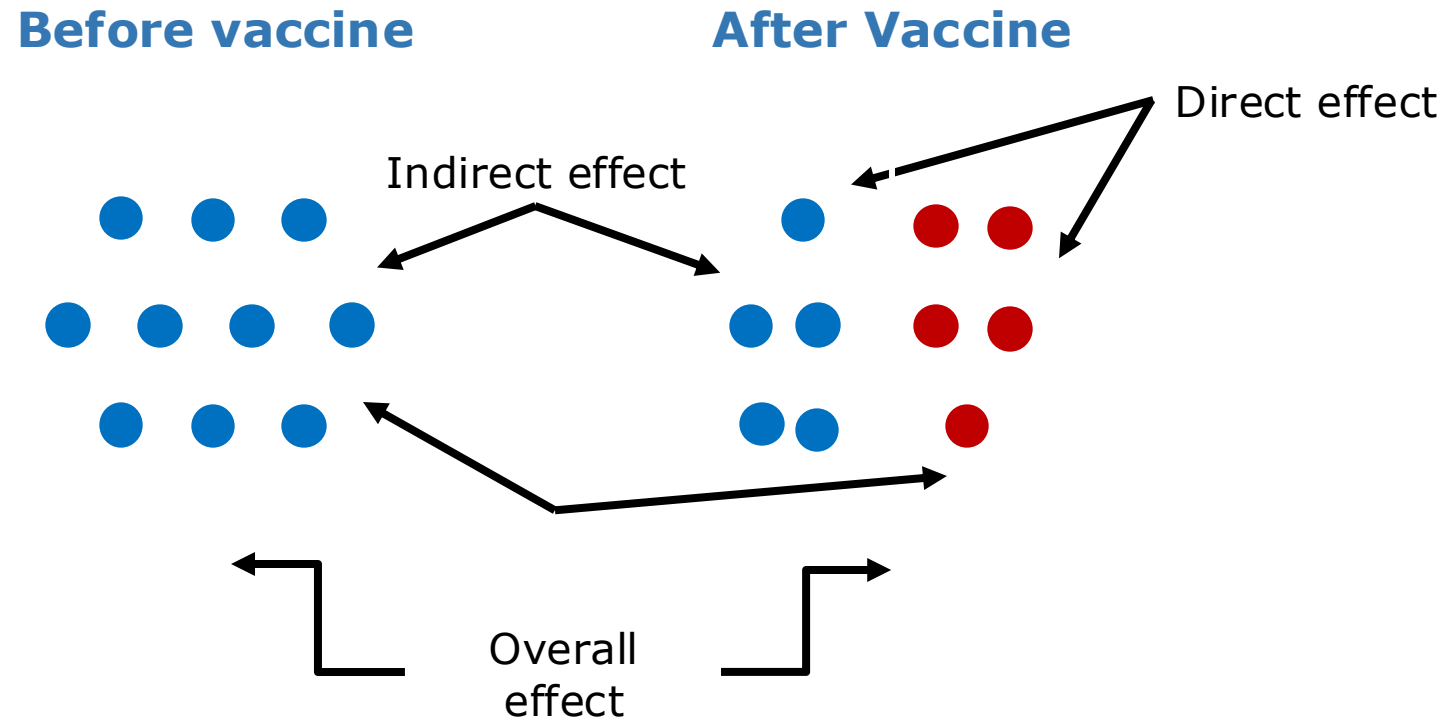 Before vaccine
After Vaccine
Direct effect
Indirect effect
Overall
effect